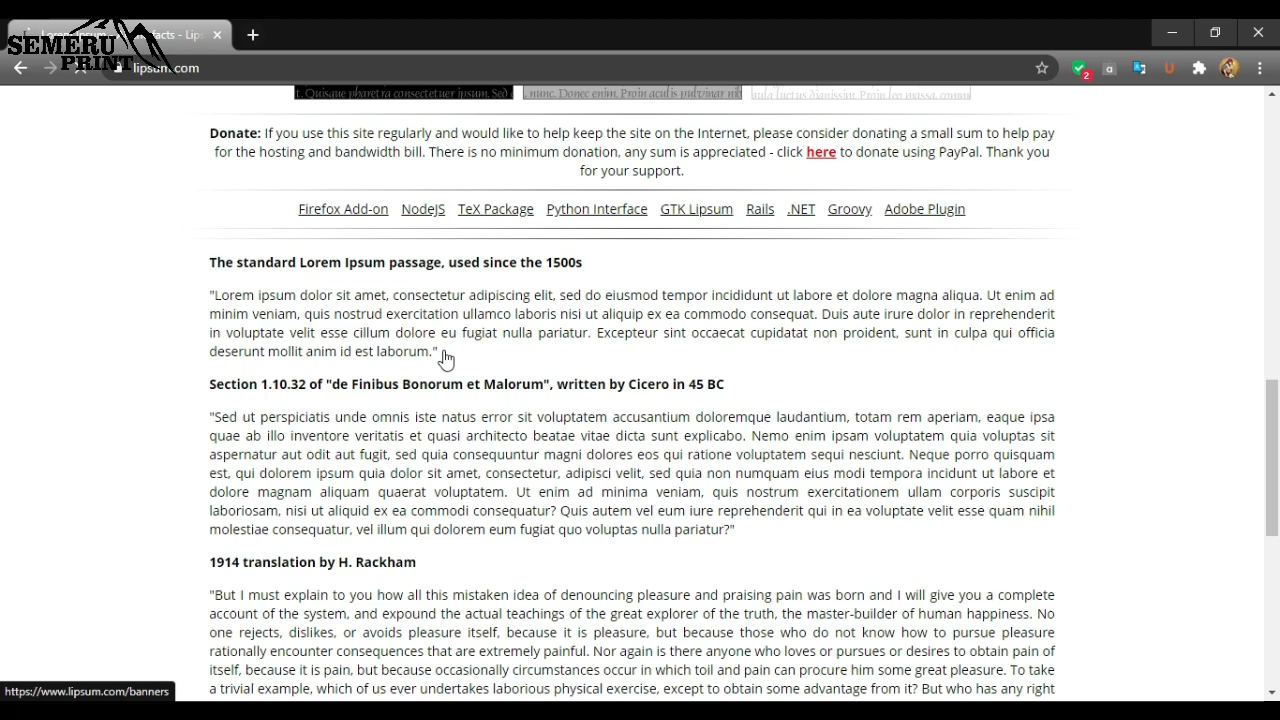 SEMERU
PRINT
facts - Lips
lipsum.com
2
t. Quisque pharetra consectetuer ipsum. Sed
nunc. Donec enim. Proin
luctus dignissim. Proin leo massa,
Donate: If you use this site regularly and would like to help keep the site on the Internet, please consider donating a small sum to help pay
for the hosting and bandwidth bill. There is no minimum donation, any sum is appreciated - click here to donate using PayPal. Thank you
for your support.
Firefox Add-on NodeJS TeX Package Python Interface GTK Lipsum Rails .NET Groovy Adobe Plugin
The standard Lorem Ipsum passage, used since the 1500s
"Lorem ipsum dolor sit amet, consectetur adipiscing elit, sed do eiusmod tempor incididunt ut labore et dolore magna aliqua. Ut enim ad
minim veniam, quis nostrud exercitation ullamco laboris nisi ut aliquip ex ea commodo consequat. Duis aute irure dolor in reprehenderit
in voluptate velit esse cillum dolore eu fugiat nulla pariatur. Excepteur sint occaecat cupidatat non proident, sunt in culpa qui officia
deserunt mollit anim id est laborum."
Section 1.10.32 of "de Finibus Bonorum et Malorum", written by Cicero in 45 BC
"Sed ut perspiciatis unde omnis iste natus error sit voluptatem accusantium doloremque laudantium, totam rem aperiam, eaque ipsa
quae ab illo inventore veritatis et quasi architecto beatae vitae dicta sunt explicabo. Nemo enim ipsam voluptatem quia voluptas sit
aspernatur aut odit aut fugit, sed quia consequuntur magni dolores eos qui ratione voluptatem sequi nesciunt. Neque porro quisquam
est, qui dolorem ipsum quia dolor sit amet, consectetur, adipisci velit, sed quia non numquam eius modi tempora incidunt ut labore et
dolore magnam aliquam quaerat voluptatem. Ut enim ad minima veniam, quis nostrum exercitationem ullam corporis suscipit
laboriosam, nisi ut aliquid ex ea commodi consequatur? Quis autem vel eum iure reprehenderit qui in ea voluptate velit esse quam nihil
molestiae consequatur, vel illum qui dolorem eum fugiat quo voluptas nulla pariatur?"
1914 translation by H. Rackham
"But I must explain to you how all this mistaken idea of denouncing pleasure and praising pain was born and I will give you a complete
account of the system, and expound the actual teachings of the great explorer of the truth, the master-builder of human happiness. No
one rejects, dislikes, or avoids pleasure itself, because it is pleasure, but because those who do not know how to pursue pleasure
rationally encounter consequences that are extremely painful. Nor again is there anyone who loves or pursues or desires to obtain pain of
itself, because it is pain, but because occasionally circumstances occur in which toil and pain can procure him some great pleasure. To take
a trivial example, which of us ever undertakes laborious physical exercise, except to obtain some advantage from it? But who has any right
https://www.lipsum.com/banners